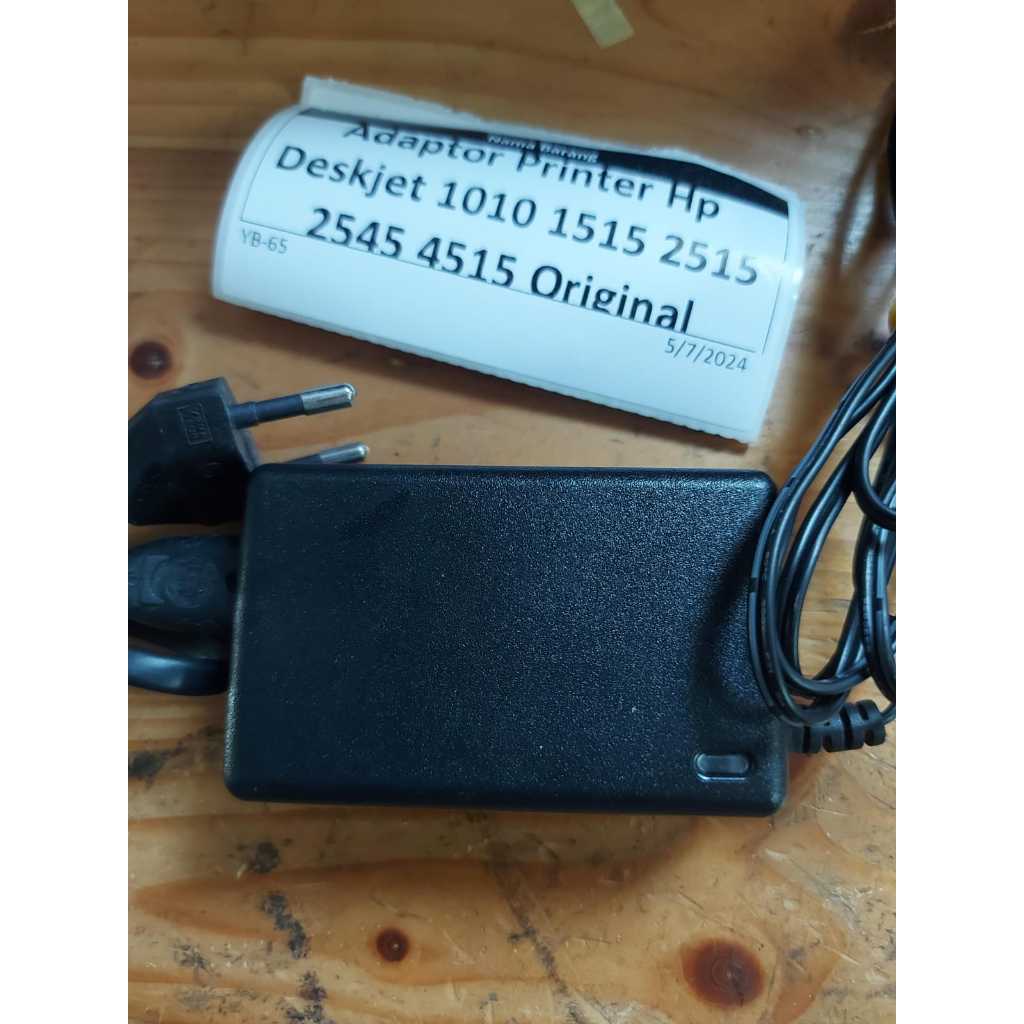 Nama Barang
Adaptor Printer Hp
Deskjet 1010 1515 2515
2545 4515 Original
YB-65
5/7/2024